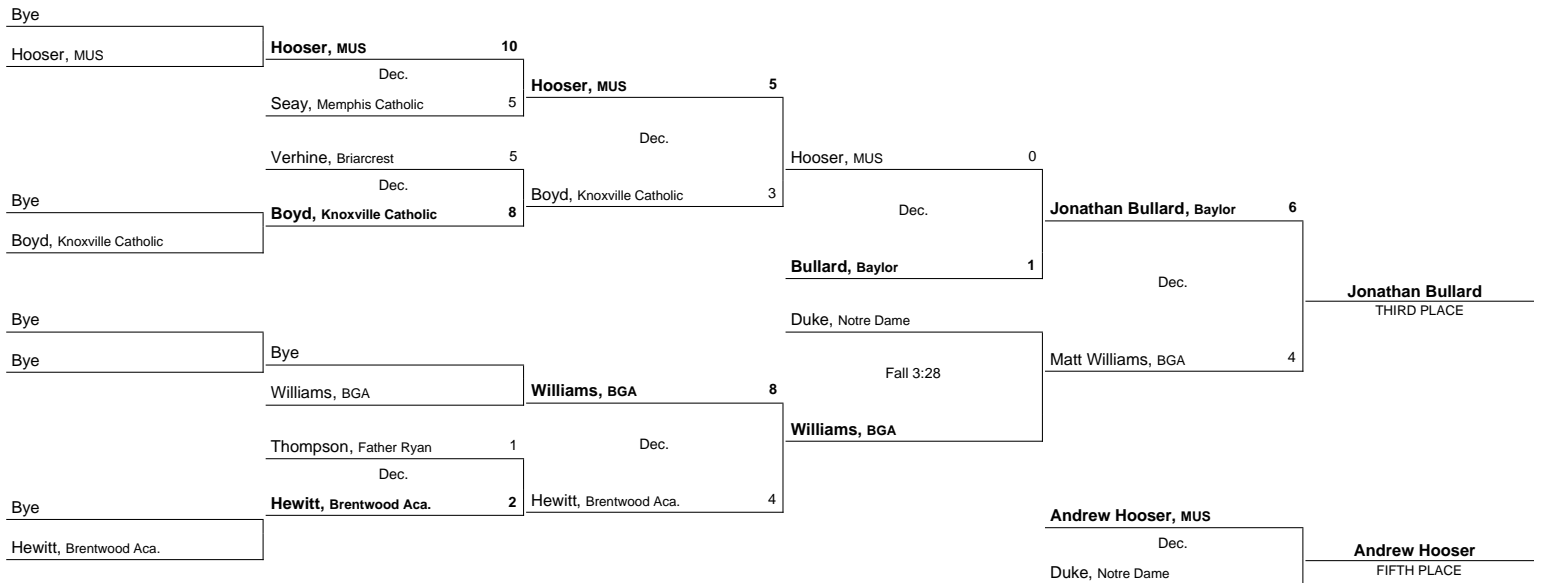 Bye
Hooser, MUS
Bye
Boyd, Knoxville Catholic
Bye
Bye
Bye
Hewitt, Brentwood Aca.
Hooser, MUS 10
Dec.
Seay, Memphis Catholic 5
Verhine, Briarcrest 5
Dec.
Boyd, Knoxville Catholic 8
Bye
Williams, BGA
Thompson, Father Ryan 1
Dec.
Hewitt, Brentwood Aca. 2
Hooser, MUS 5
Dec.
Boyd, Knoxville Catholic 3
Williams, BGA 8
Dec.
Hewitt, Brentwood Aca. 4
Hooser, MUS 0
Dec.
Bullard, Baylor 1
Duke, Notre Dame
Fall 3:28
Williams, BGA
Jonathan Bullard, Baylor 6
Dec.
Matt Williams, BGA 4
Jonathan Bullard
THIRD PLACE
Andrew Hooser, MUS
Dec.
Duke, Notre Dame
Andrew Hooser
FIFTH PLACE